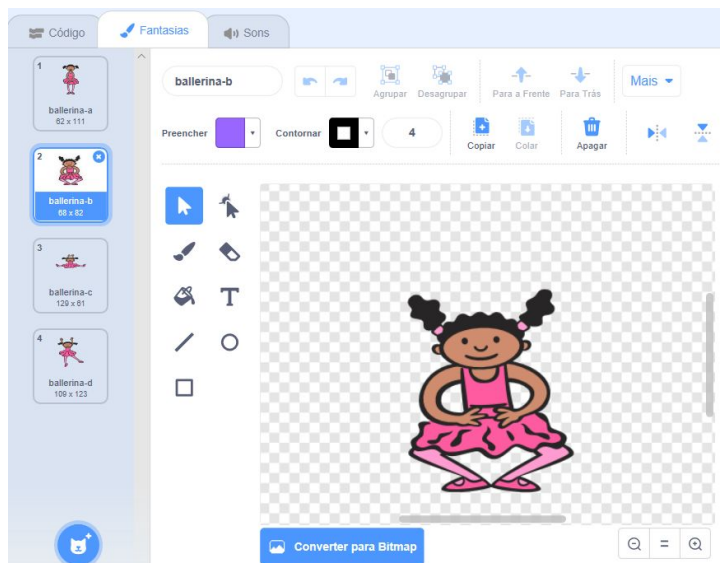 Código Fantasias Sons
1
ballerina-a
62 x 111
2
ballerina-b
68 x 82
3
ballerina-c
129 x 61
4
ballerina-d
109 x 123
ballerina-b
Agrupar Desagrupar Para a Frente Para Trás Mais
Preencher Contornar 4 Copiar Colar Apagar
T
Converter para Bitmap